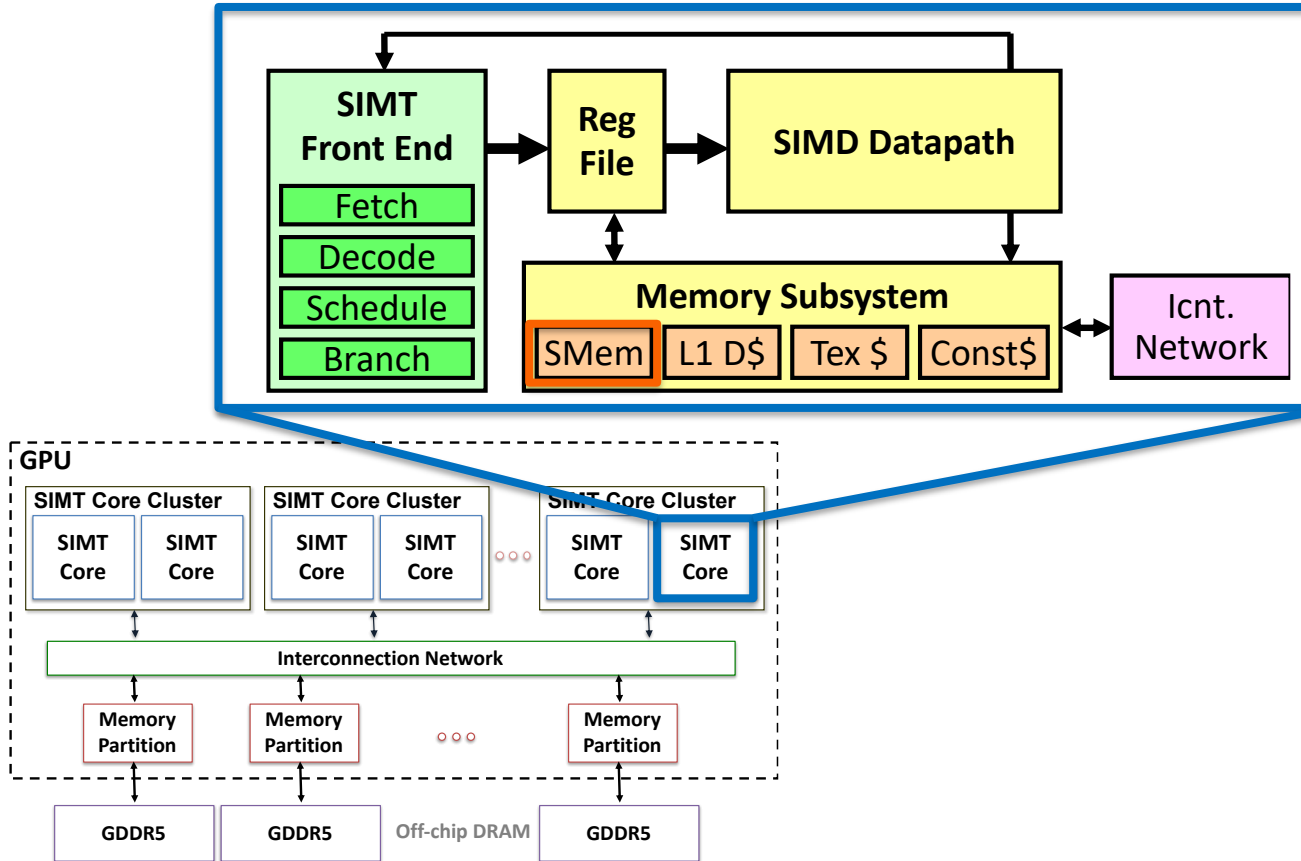 SIMT
Front End
Fetch
Decode
Schedule
Branch
Reg
File
SIMD Datapath
Memory Subsystem
SMem
L1 D$
Tex $
Const$
Icnt.
Network
GPU
SIMT Core Cluster
SIMT
Core
SIMT
Core
SIMT Core Cluster
SIMT
Core
SIMT
Core
SIMT Core Cluster
SIMT
Core
SIMT
Core
Interconnection Network
Memory
Partition
Memory
Partition
Memory
Partition
GDDR5
GDDR5
Off-chip DRAM
GDDR5